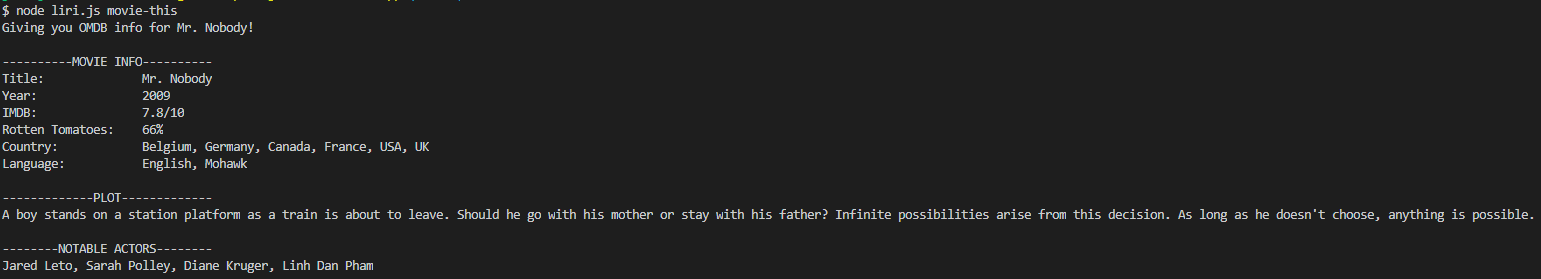 $ node liri.js movie-this
Giving you OMDB info for Mr. Nobody!
----------MOVIE INFO----------
Title: Mr. Nobody
Year: 2009
IMDB: 7.8/10
Rotten Tomatoes: 66%
Country: Belgium, Germany, Canada, France, USA, UK
Language: English, Mohawk
-------------PLOT-------------
A boy stands on a station platform as a train is about to leave. Should he go with his mother or stay with his father? Infinite possibilities arise from this decision. As long as he doesn't choose, anything is possible.
--------NOTABLE ACTORS--------
Jared Leto, Sarah Polley, Diane Kruger, Linh Dan Pham